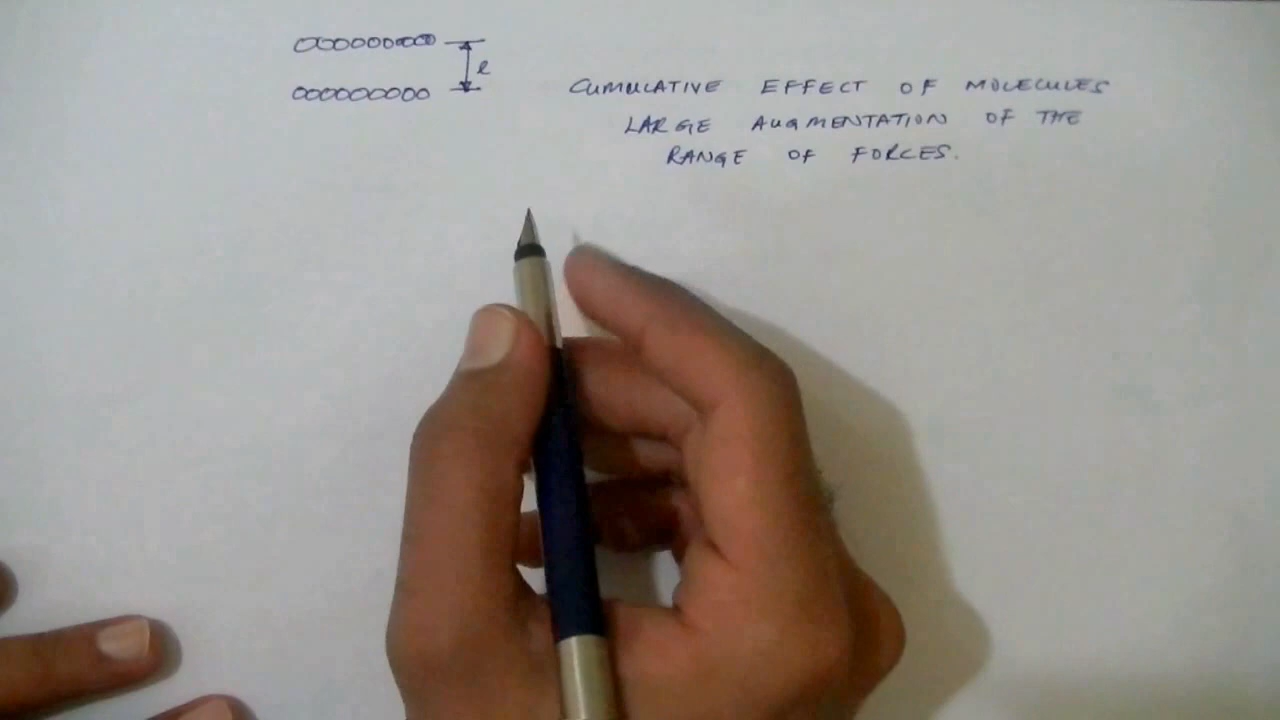 l
CUMULATIVE EFFECT OF MOLECULES
LARGE AUGMENTATION OF THE
RANGE OF FORCES.